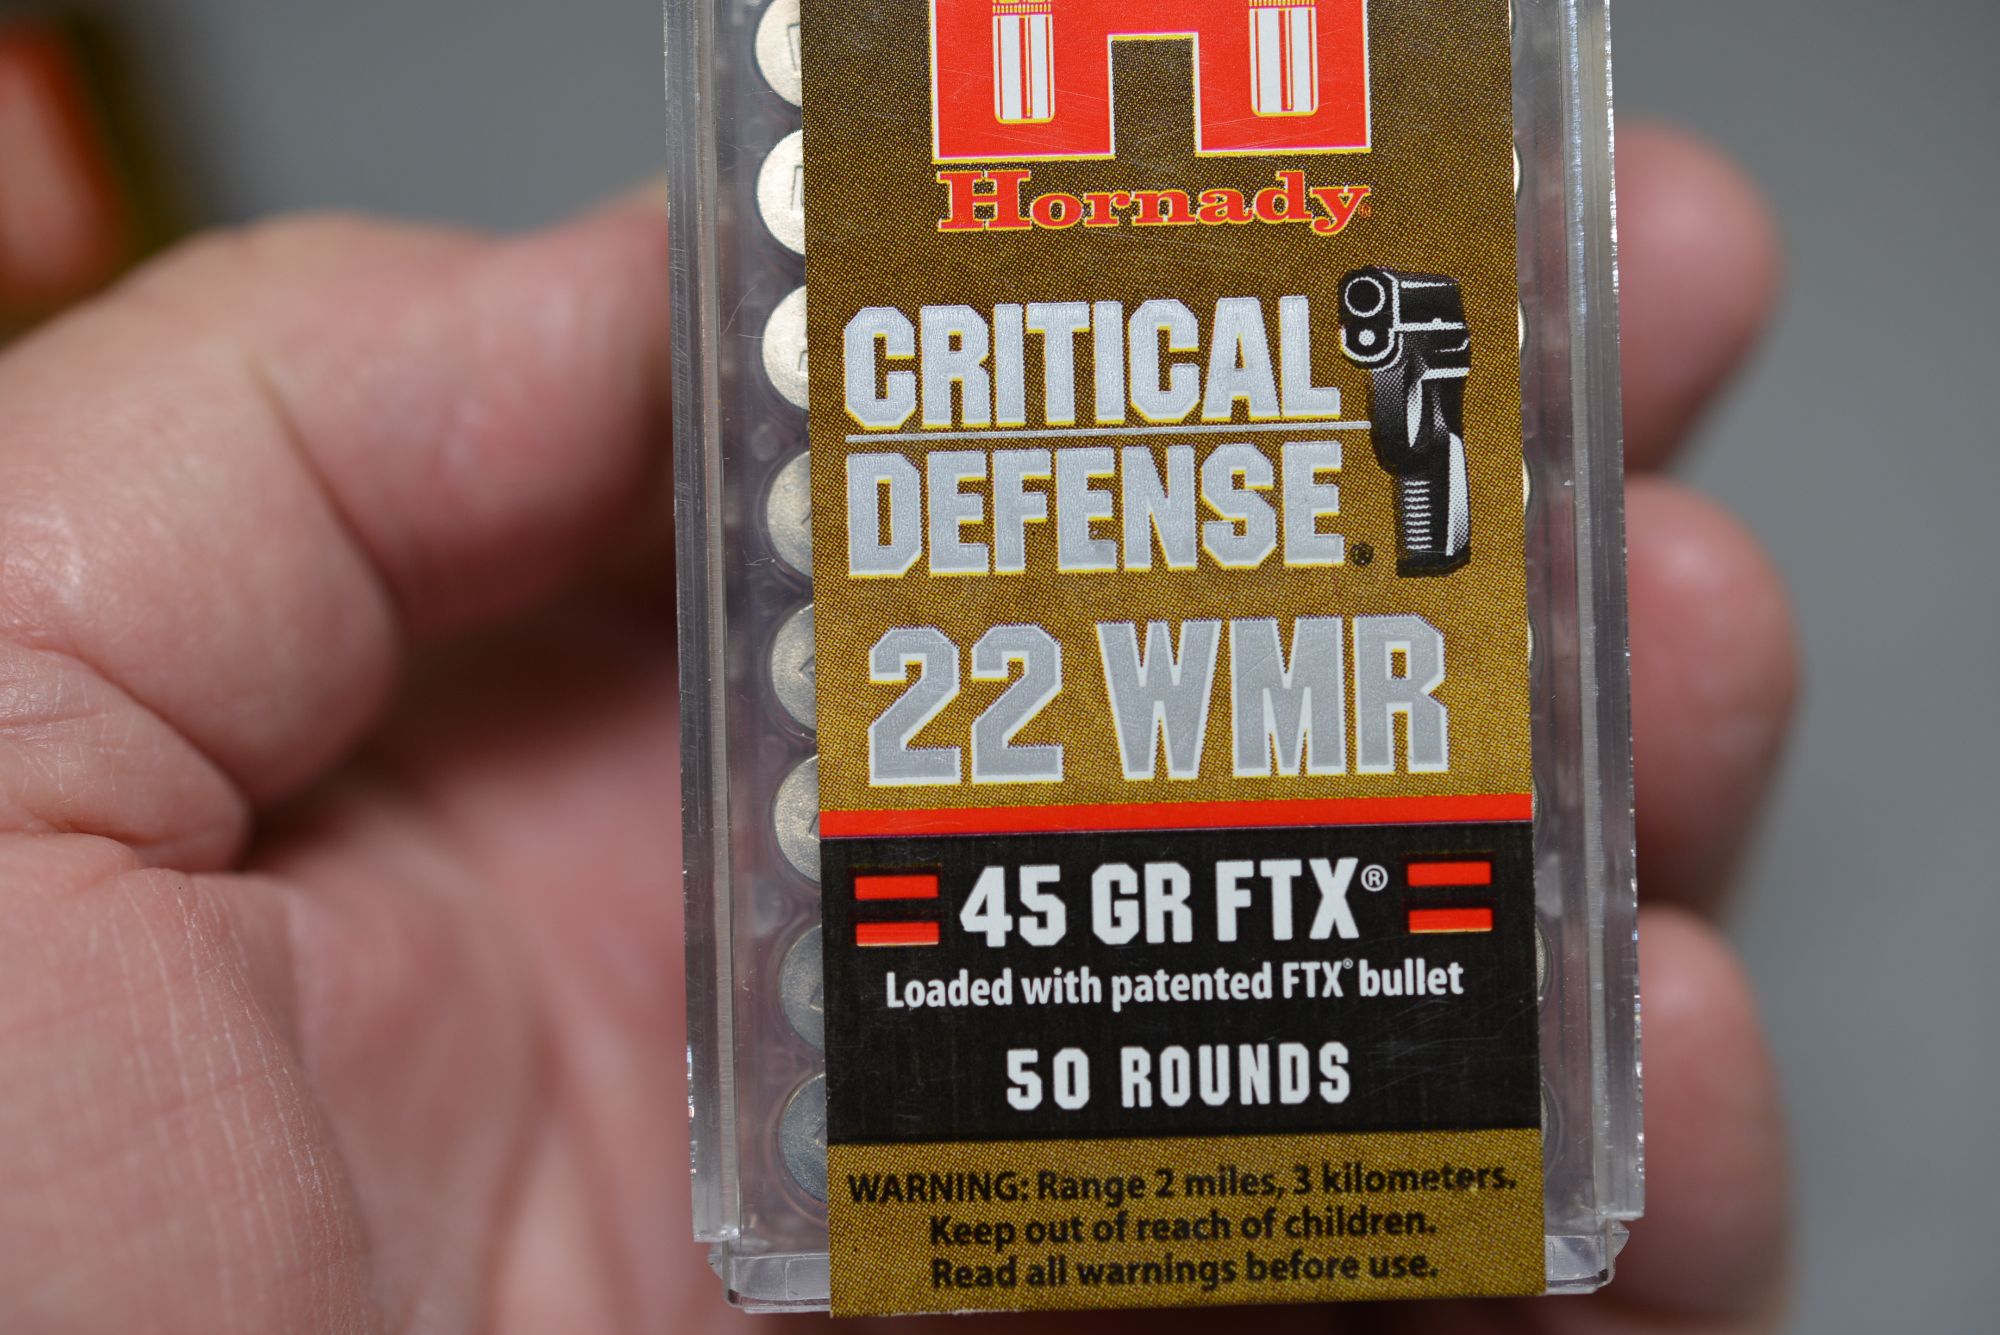 Hornady
CRITICAL
DEFENSE®
22 WMR
45 GR FTX®
Loaded with patented FTX® bullet
50 ROUNDS
WARNING: Range 2 miles, 3 kilometers.
Keep out of reach of children.
Read all warnings before use.